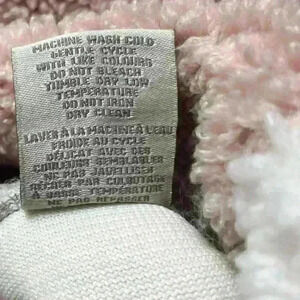 MACHINE WASH COLD
GENTLE CYCLE
WITH LIKE COLOURS
DO NOT BLEACH
TUMBLE DRY LOW
TEMPERATURE
DO NOT IRON
DRY CLEAN
LAVER À LA MACHINE À L'EAU
FROIDE AU CYCLE
DÉLICAT AVEC DES
COULEURS SEMBLABLES
NE PAS JAVELLISER
SÉCHER PAR CULBUTAGE
À BASSE TEMPÉRATURE
NE PAS REPASSER